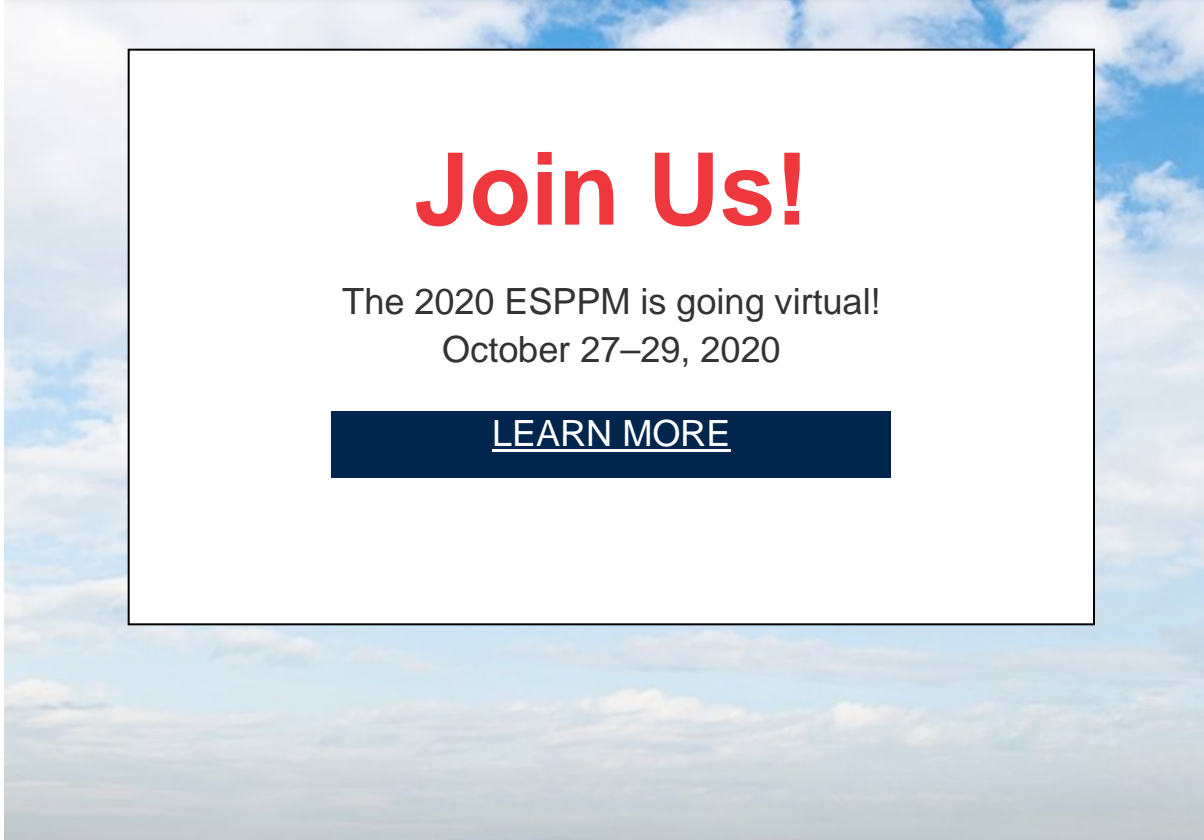 Join Us!
The 2020 ESPPM is going virtual!
October 27–29, 2020
LEARN MORE